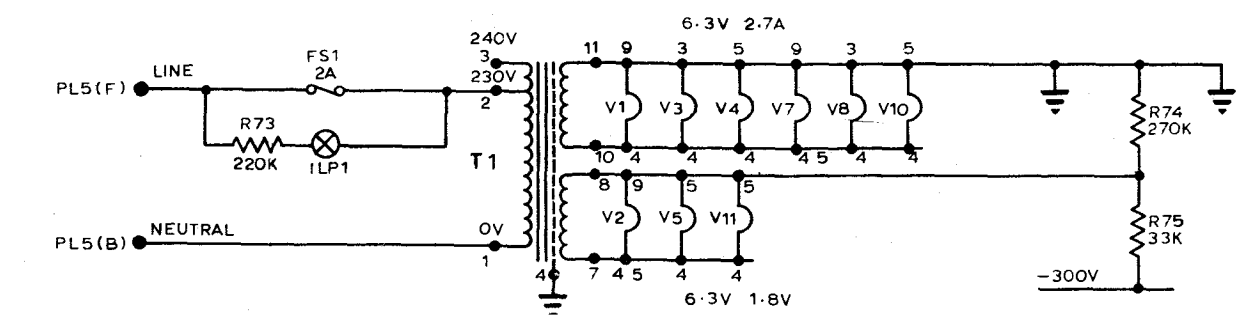 6·3V 2·7A
240V
3
11 9 3 5 9 3 5
FS1
2A
LINE
PL5(F)
230V
2
V1 V3 V4 V7 V8 V10
R74
270K
R73
220K
ILP1
T1
10 4 4 4 4 5 4 4
8 9 5 5
V2 V5 V11
R75
33K
NEUTRAL
PL5(B)
0V
1
4 7 4 5 4 4
-300V
6·3V 1·8V